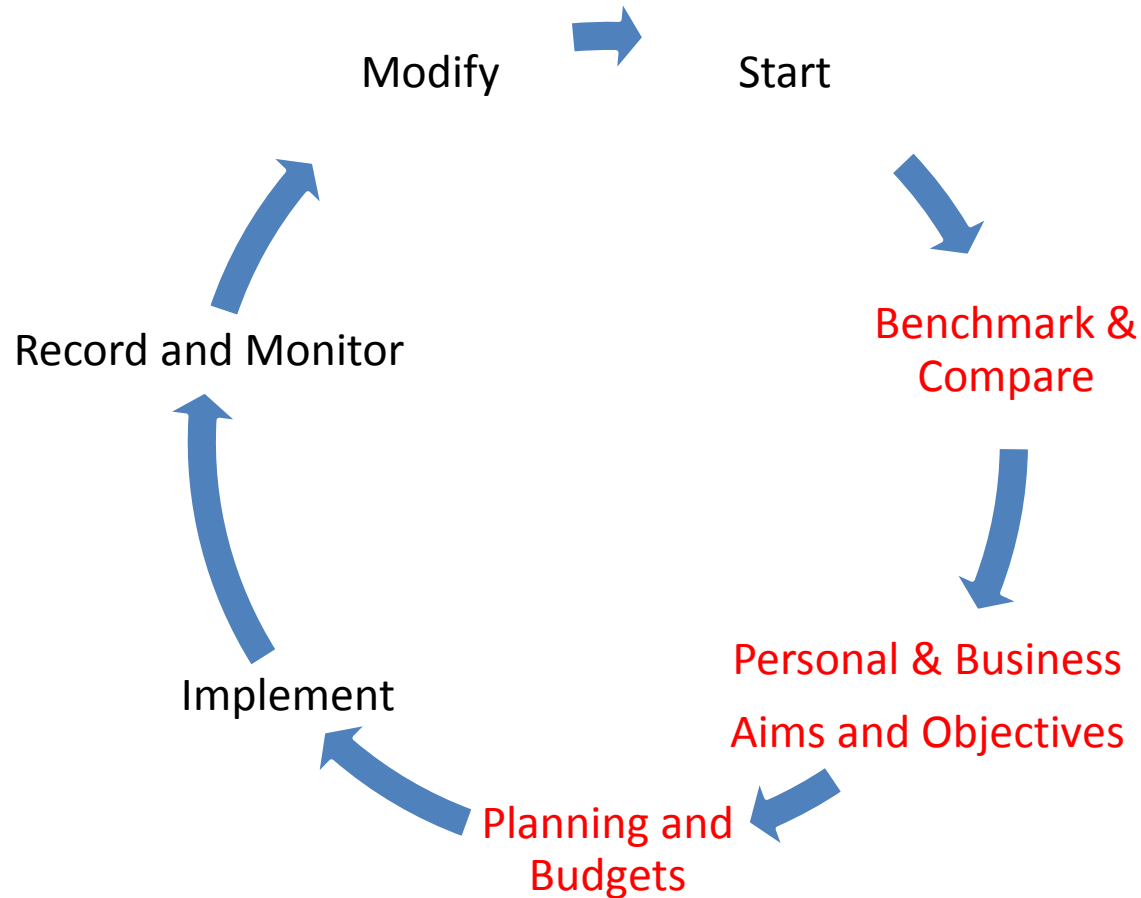 Modify
Start
Benchmark &
Compare
Record and Monitor
Personal & Business
Aims and Objectives
Implement
Planning and
Budgets